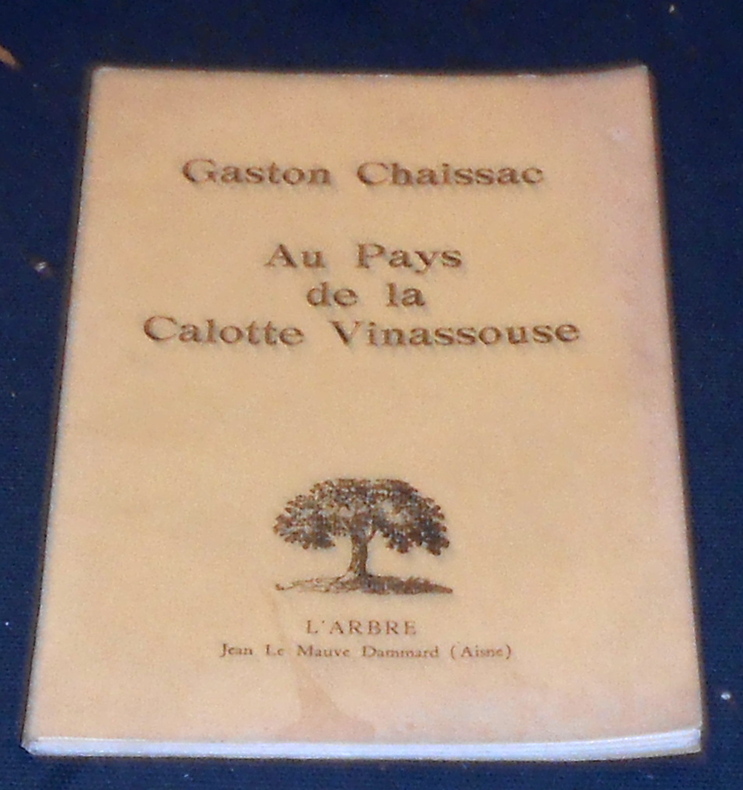 Gaston Chaissac
Au Pays
de la
Calotte Vinassouse
L'ARBRE
Jean Le Mauve Dammard (Aisne)